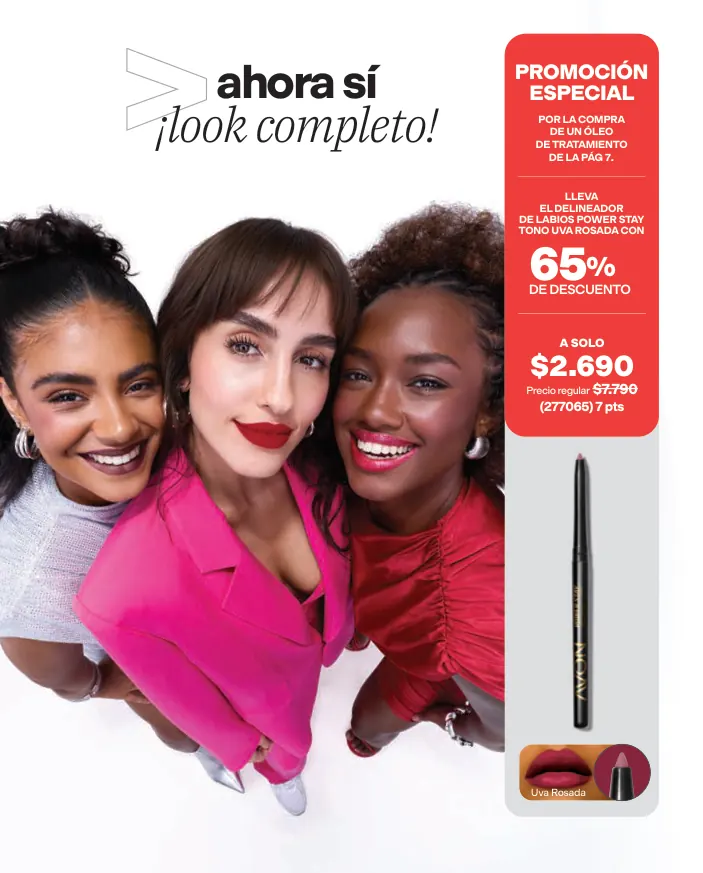 ahora sí
¡look completo!
PROMOCIÓN
ESPECIAL
POR LA COMPRA
DE UN ÓLEO
DE TRATAMIENTO
DE LA PÁG 7.
LLEVA
EL DELINEADOR
DE LABIOS POWER STAY
TONO UVA ROSADA CON
65%
DE DESCUENTO
A SOLO
$2.690
Precio regular $7.790
(277065) 7 pts
AVON
Uva Rosada